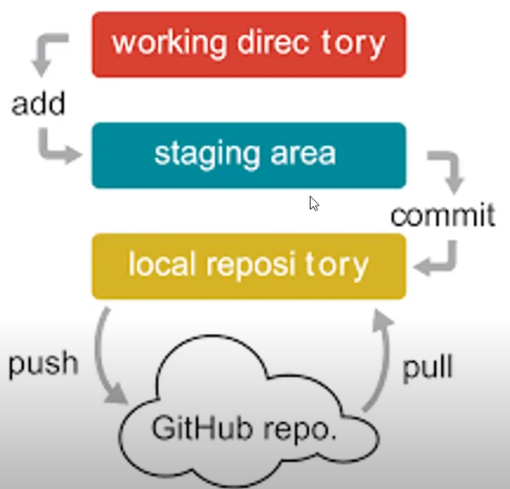 working direc tory
add
staging area
commit
local reposi tory
push
pull
GitHub repo.